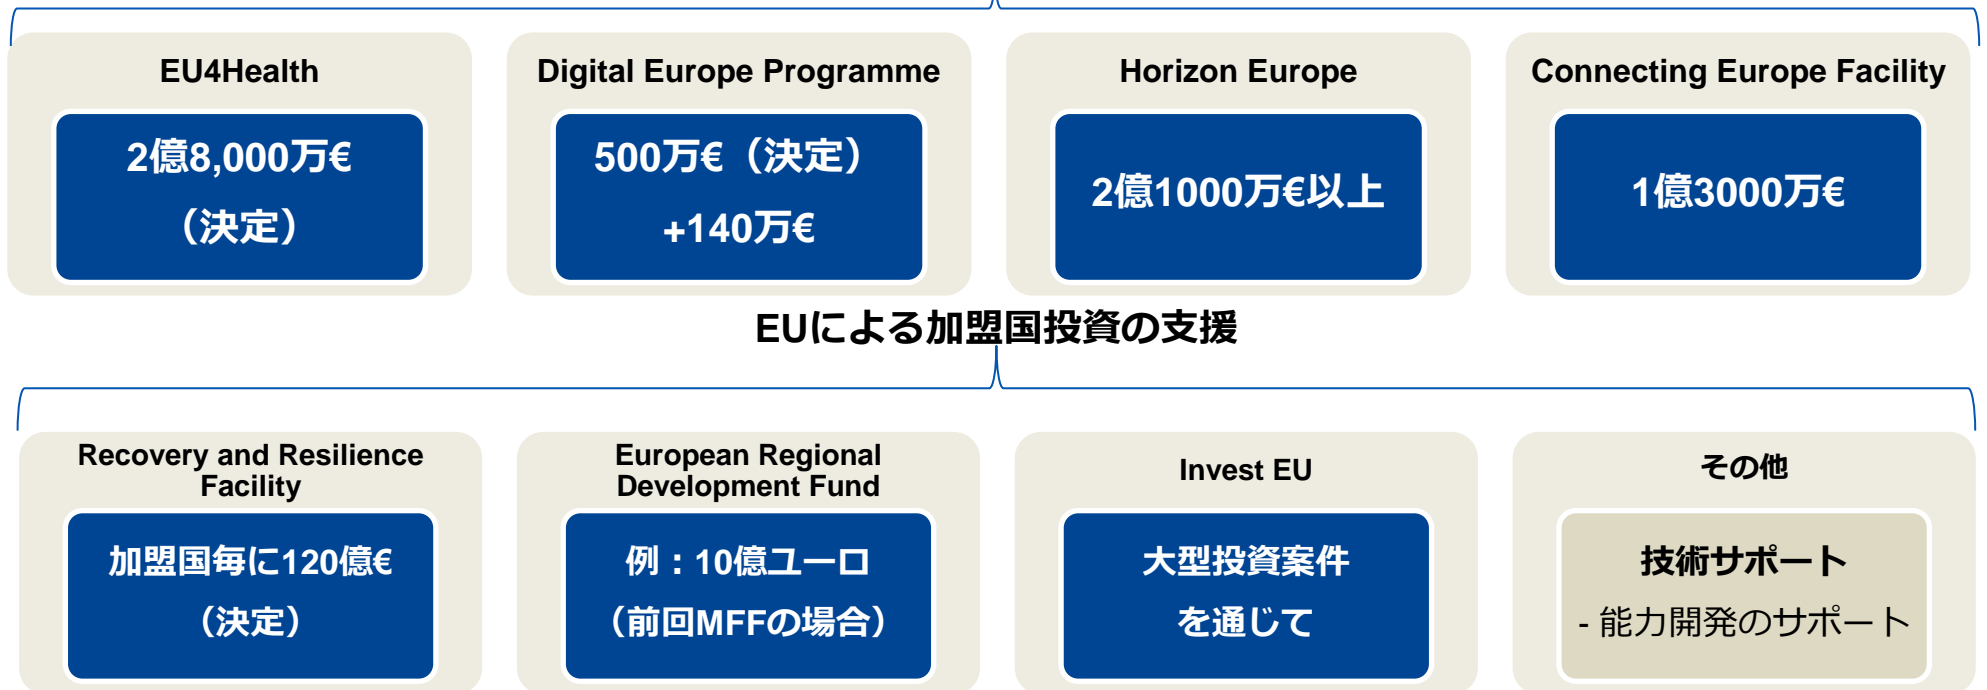 EU4Health
2億8,000万€
（決定）
Digital Europe Programme
500万€（決定）
+140万€
Horizon Europe
2億1000万€以上
Connecting Europe Facility
1億3000万€
EUによる加盟国投資の支援
Recovery and Resilience
Facility
加盟国毎に120億€
（決定）
European Regional
Development Fund
例：10億ユーロ
（前回MFFの場合）
Invest EU
大型投資案件
を通じて
その他
技術サポート
- 能力開発のサポート